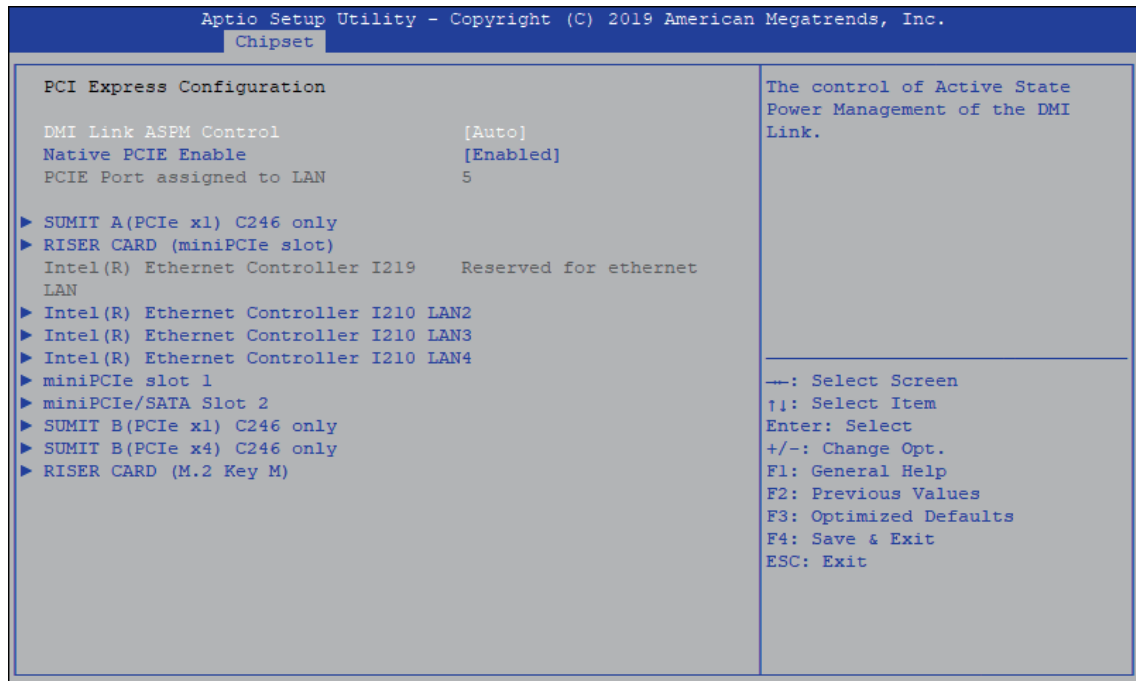 Aptio Setup Utility - Copyright (C) 2019 American Megatrends, Inc.
Chipset
PCI Express Configuration
DMI Link ASPM Control [Auto]
Native PCIE Enable [Enabled]
PCIE Port assigned to LAN 5
► SUMIT A(PCIe x1) C246 only
► RISER CARD (miniPCIe slot)
Intel(R) Ethernet Controller I219 Reserved for ethernet
LAN
► Intel(R) Ethernet Controller I210 LAN2
► Intel(R) Ethernet Controller I210 LAN3
► Intel(R) Ethernet Controller I210 LAN4
► miniPCIe slot 1
► miniPCIe/SATA Slot 2
► SUMIT B(PCIe x1) C246 only
► SUMIT B(PCIe x4) C246 only
► RISER CARD (M.2 Key M)
The control of Active State
Power Management of the DMI
Link.
→←: Select Screen
↑↓: Select Item
Enter: Select
+/-: Change Opt.
F1: General Help
F2: Previous Values
F3: Optimized Defaults
F4: Save & Exit
ESC: Exit